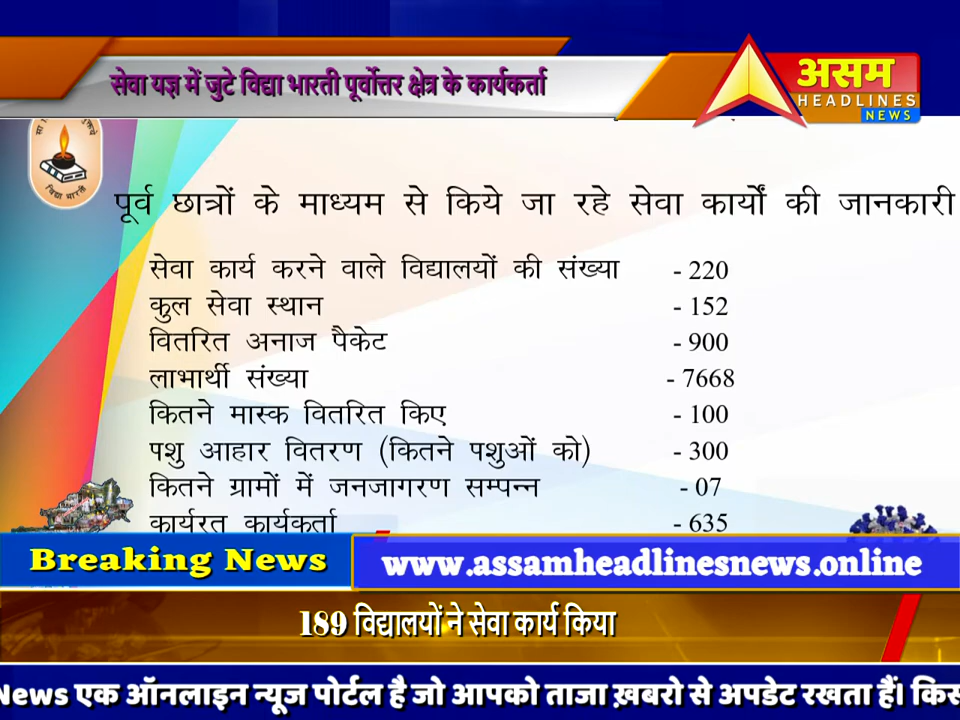 सेवा यज्ञ में जुटे विद्या भारती पूर्वोत्तर क्षेत्र के कार्यकर्ता
असम
HEADLINES
NEWS
विद्या भारती
पूर्व छात्रों के माध्यम से किये जा रहे सेवा कार्यों की जानकारी
सेवा कार्य करने वाले विद्यालयों की संख्या - 220
कुल सेवा स्थान - 152
वितरित अनाज पैकेट - 900
लाभार्थी संख्या - 7668
कितने मास्क वितरित किए - 100
पशु आहार वितरण (कितने पशुओं को) - 300
कितने ग्रामों में जनजागरण सम्पन्न - 07
कार्यरत कार्यकर्ता - 635
Breaking News
www.assamheadlinesnews.online
189 विद्यालयों ने सेवा कार्य किया
News एक ऑनलाइन न्यूज पोर्टल है जो आपको ताजा ख़बरो से अपडेट रखता हैं। किस